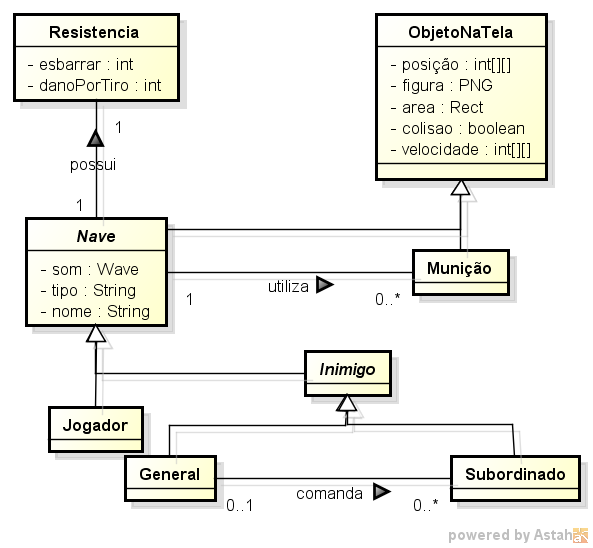 Resistencia
- esbarrar : int
- danoPorTiro : int
ObjetoNaTela
- posição : int[][]
- figura : PNG
- area : Rect
- colisao : boolean
- velocidade : int[][]
1
possui
1
Nave
- som : Wave
- tipo : String
- nome : String
Munição
1
utiliza
0..*
Inimigo
Jogador
General
Subordinado
0..1
comanda
0..*
powered by Astah